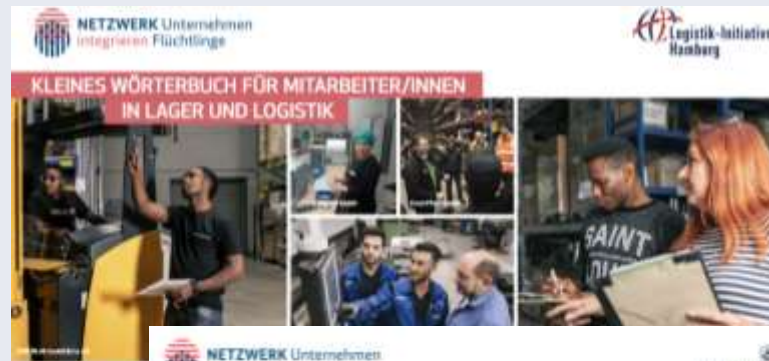 NETZWERK Unternehmen
integrieren Flüchtlinge
Logistik-Initiative
Hamburg
KLEINES WÖRTERBUCH FÜR MITARBEITER/INNEN
IN LAGER UND LOGISTIK
SAINT
NETZWERK Unternehmen